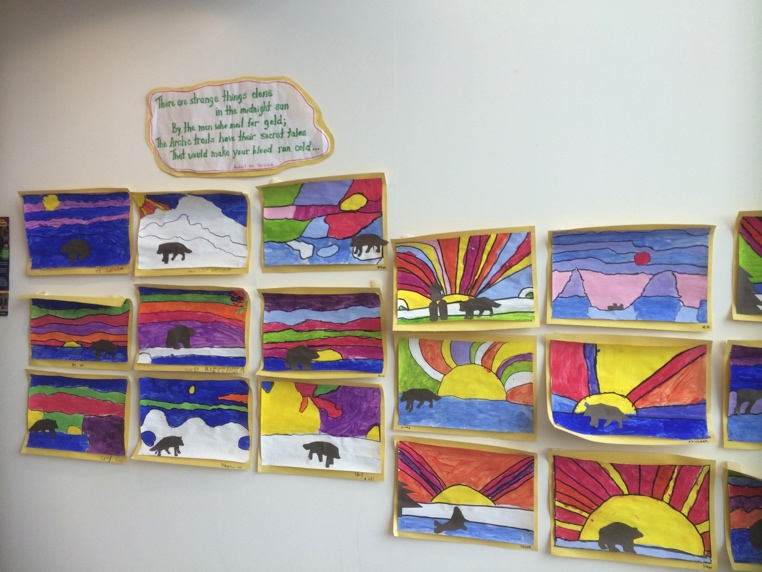 There are strange things done
in the midnight sun
By the men who moil for gold;
The Arctic trails have their secret tales
That would make your blood run cold...